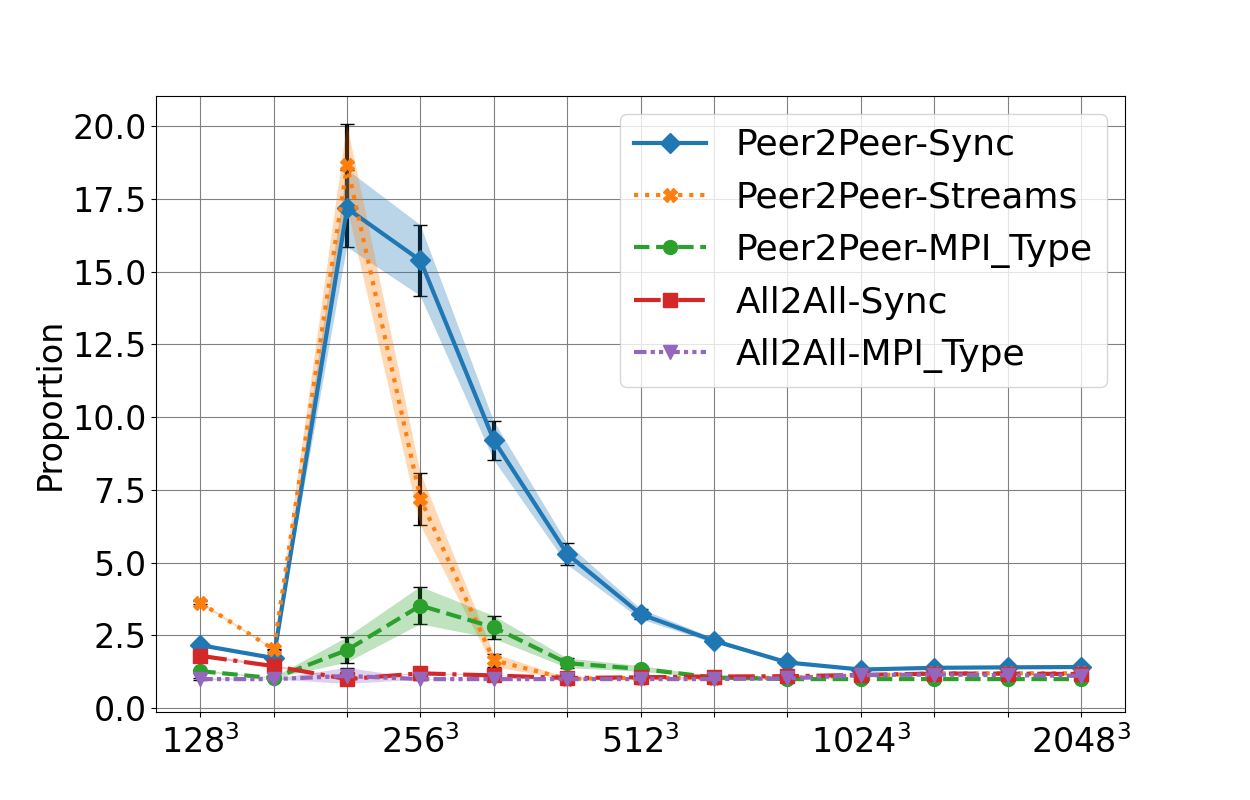 Proportion
20.0
17.5
15.0
12.5
10.0
7.5
5.0
2.5
0.0
Peer2Peer-Sync
Peer2Peer-Streams
Peer2Peer-MPI_Type
All2All-Sync
All2All-MPI_Type
128³ 256³ 512³ 1024³ 2048³